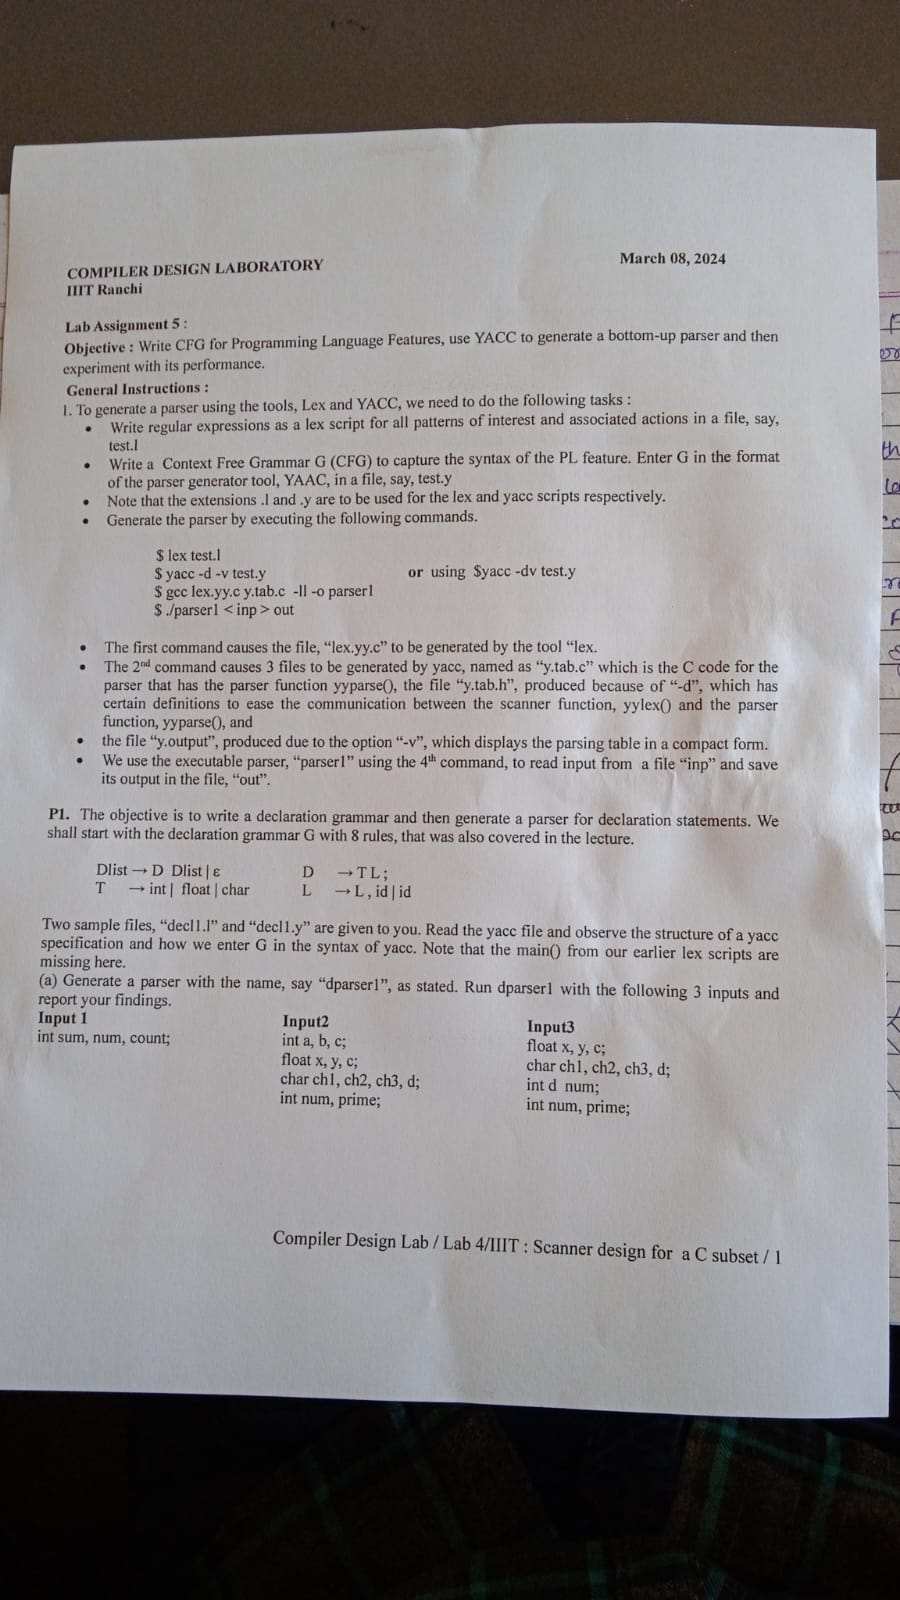 COMPILER DESIGN LABORATORY March 08, 2024
IIIT Ranchi
Lab Assignment 5 :
Objective : Write CFG for Programming Language Features, use YACC to generate a bottom-up parser and then
experiment with its performance.
General Instructions :
1. To generate a parser using the tools, Lex and YACC, we need to do the following tasks :
• Write regular expressions as a lex script for all patterns of interest and associated actions in a file, say,
test.l
• Write a Context Free Grammar G (CFG) to capture the syntax of the PL feature. Enter G in the format
of the parser generator tool, YAAC, in a file, say, test.y
• Note that the extensions .l and .y are to be used for the lex and yacc scripts respectively.
• Generate the parser by executing the following commands.
$ lex test.l
$ yacc -d -v test.y or using $yacc -dv test.y
$ gcc lex.yy.c y.tab.c -ll -o parser1
$ ./parser1 < inp > out
• The first command causes the file, “lex.yy.c” to be generated by the tool “lex.
• The 2nd command causes 3 files to be generated by yacc, named as “y.tab.c” which is the C code for the
parser that has the parser function yyparse(), the file “y.tab.h”, produced because of “-d”, which has
certain definitions to ease the communication between the scanner function, yylex() and the parser
function, yyparse(), and
• the file “y.output”, produced due to the option “-v”, which displays the parsing table in a compact form.
• We use the executable parser, “parser1” using the 4th command, to read input from a file “inp” and save
its output in the file, “out”.
P1. The objective is to write a declaration grammar and then generate a parser for declaration statements. We
shall start with the declaration grammar G with 8 rules, that was also covered in the lecture.
Dlist → D Dlist | ε D → T L ;
T → int | float | char L → L , id | id
Two sample files, “decl1.l” and “decl1.y” are given to you. Read the yacc file and observe the structure of a yacc
specification and how we enter G in the syntax of yacc. Note that the main() from our earlier lex scripts are
missing here.
(a) Generate a parser with the name, say “dparser1”, as stated. Run dparser1 with the following 3 inputs and
report your findings.
Input 1 Input2 Input3
int sum, num, count; int a, b, c; float x, y, c;
float x, y, c; char ch1, ch2, ch3, d;
char ch1, ch2, ch3, d; int d num;
int num, prime; int num, prime;
Compiler Design Lab / Lab 4/IIIT : Scanner design for a C subset / 1